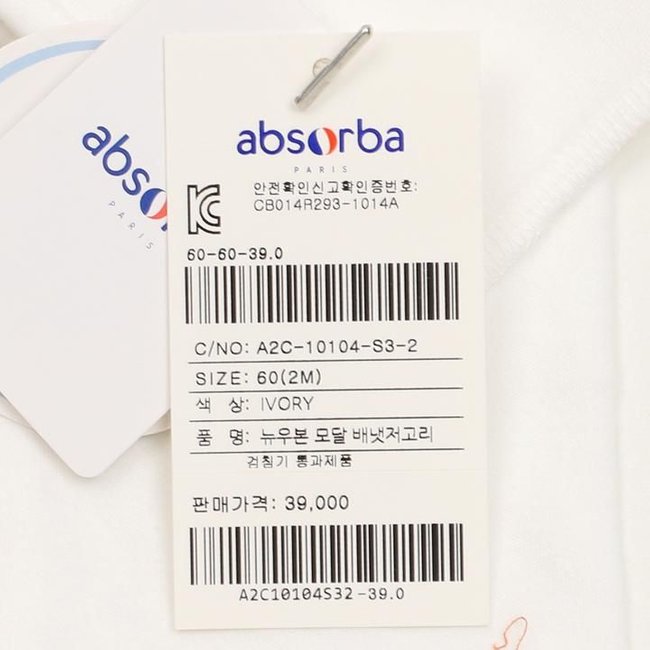 absorba
PARIS
안전확인신고확인증번호:
CB014R293-1014A
60-60-39.0
C/NO: A2C-10104-S3-2
SIZE: 60(2M)
색 상: IVORY
품 명: 뉴우본 모달 배냇저고리
검침기 통과제품
판매가격: 39,000
A2C10104S32-39.0
abso
PARIS